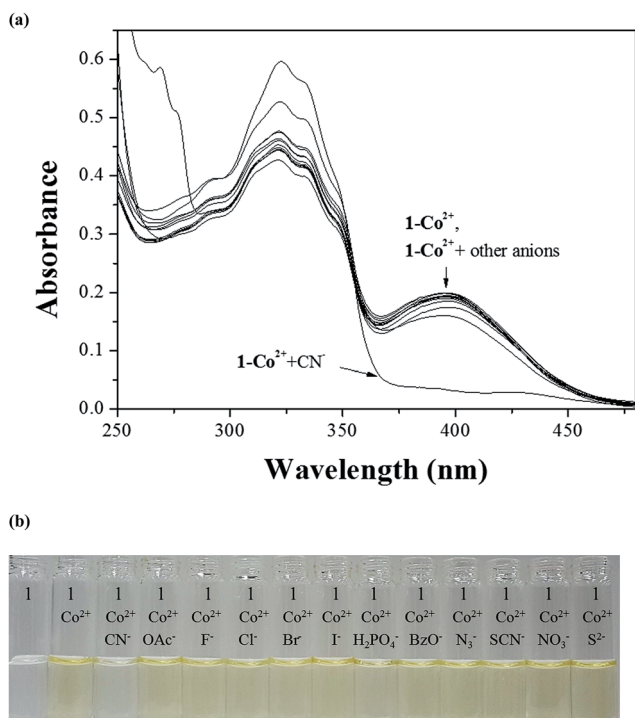 (a)
0.6
0.5
0.4
0.3
0.2
0.1
0.0
Absorbance
1-Co²⁺,
1-Co²⁺+ other anions
1-Co²⁺+CN⁻
250 300 350 400 450
Wavelength (nm)
(b)
1 1 1 1 1 1 1 1 1 1 1 1 1 1
Co²⁺ Co²⁺ Co²⁺ Co²⁺ Co²⁺ Co²⁺ Co²⁺ Co²⁺ Co²⁺ Co²⁺ Co²⁺ Co²⁺ Co²⁺
CN⁻ OAc⁻ F⁻ Cl⁻ Br⁻ I⁻ H₂PO₄⁻ BzO⁻ N₃⁻ SCN⁻ NO₃⁻ S²⁻